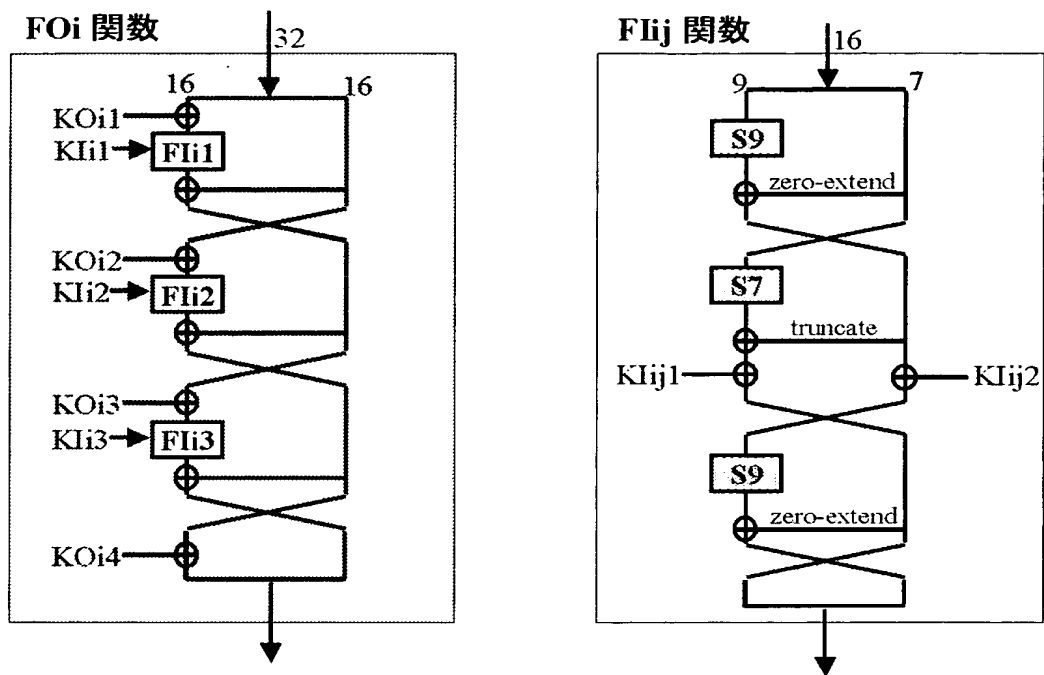 FOi 関数
32
16
16
KOi1
KIi1
FIi1
KOi2
KIi2
FIi2
KOi3
KIi3
FIi3
KOi4
FIij 関数
16
9
7
S9
zero-extend
S7
truncate
KIij1
KIij2
S9
zero-extend